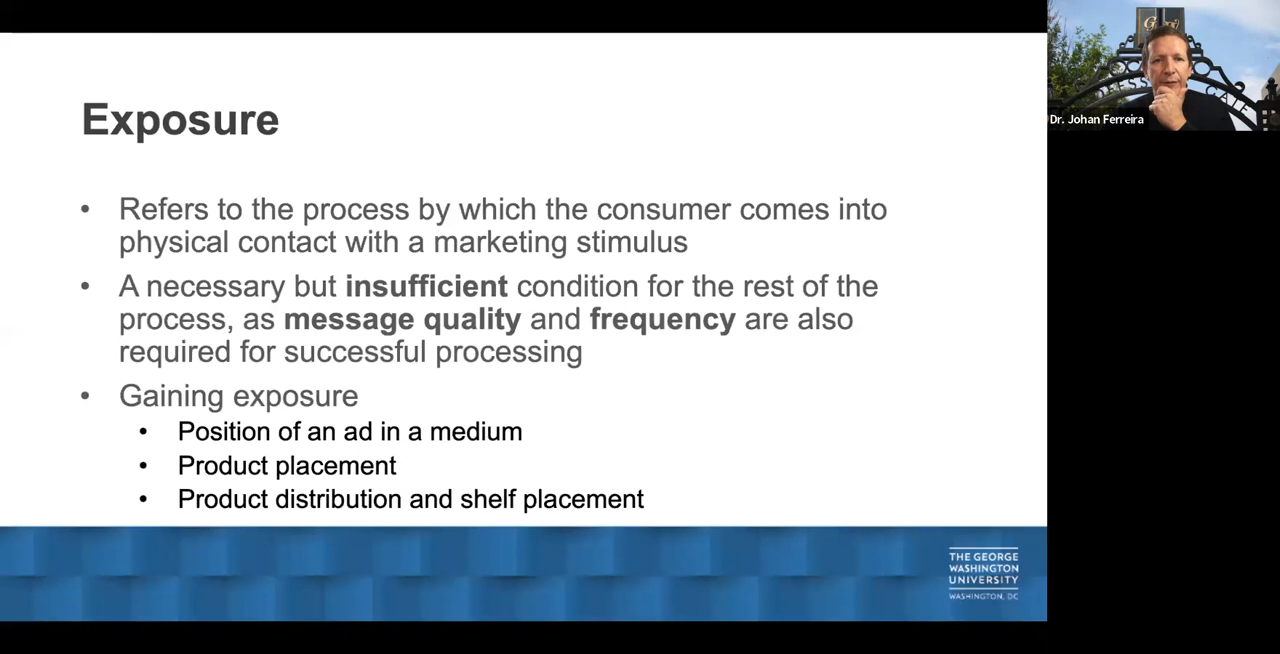 Exposure
• Refers to the process by which the consumer comes into
physical contact with a marketing stimulus
• A necessary but insufficient condition for the rest of the
process, as message quality and frequency are also
required for successful processing
• Gaining exposure
• Position of an ad in a medium
• Product placement
• Product distribution and shelf placement
THE GEORGE
WASHINGTON
UNIVERSITY
WASHINGTON, DC
Dr. Johan Ferreira